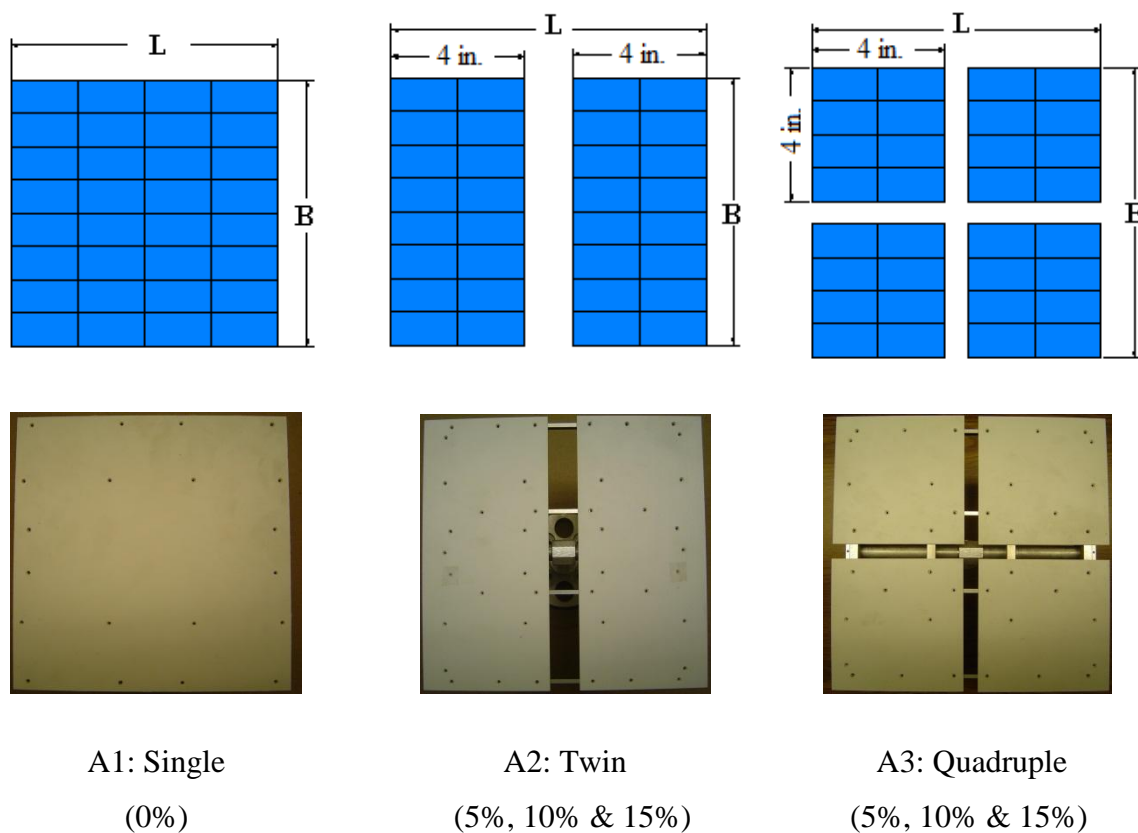 L
B
L
4 in. 4 in.
B
L
4 in.
4 in.
B
A1: Single
(0%)
A2: Twin
(5%, 10% & 15%)
A3: Quadruple
(5%, 10% & 15%)